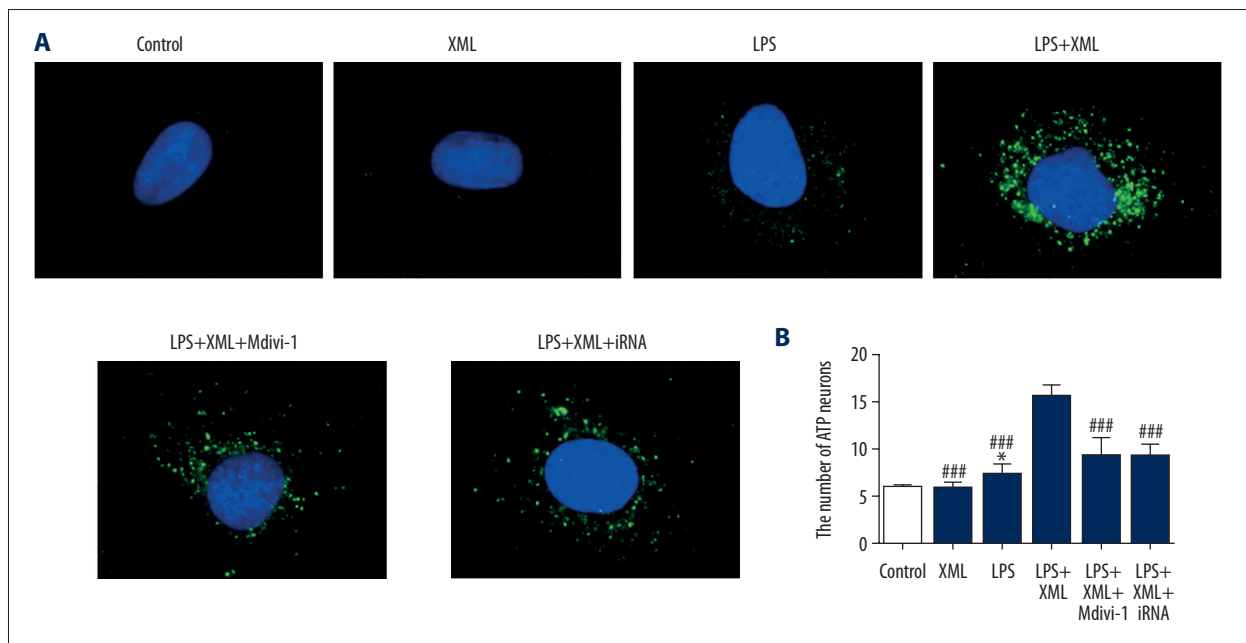 A
Control
XML
LPS
LPS+XML
LPS+XML+Mdivi-1
LPS+XML+iRNA
B
The number of ATP neurons
20
15
10
5
0
###
###
*
###
###
Control
XML
LPS
LPS+
XML
LPS+
XML+
Mdivi-1
LPS+
XML+
iRNA